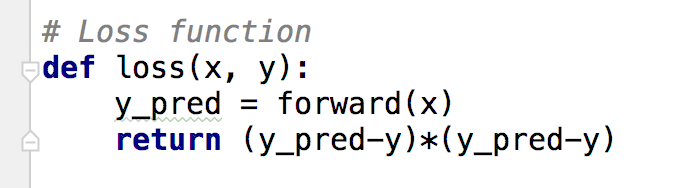 # Loss function
def loss(x, y):
    y_pred = forward(x)
    return (y_pred-y)*(y_pred-y)